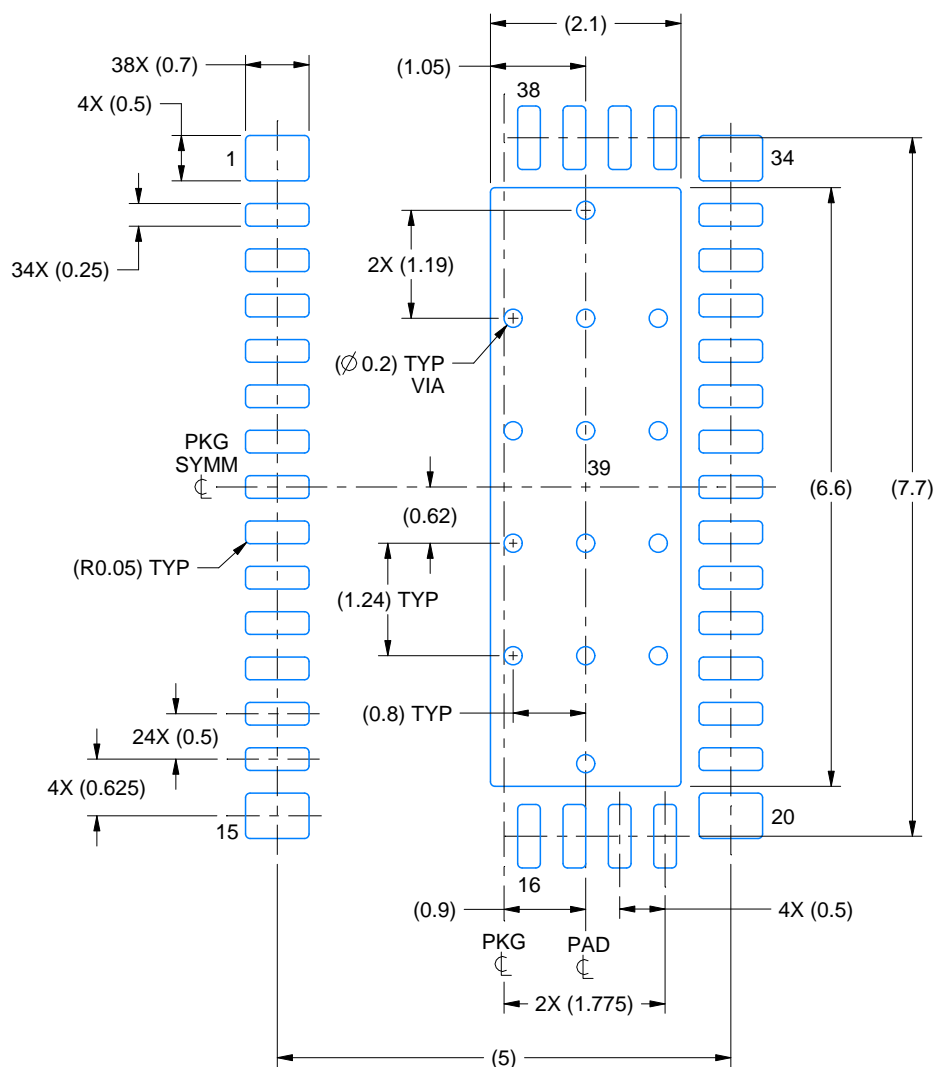 (2.1)
(1.05)
38X (0.7)
38
4X (0.5)
1
34
2X (1.19)
34X (0.25)
(∅0.2) TYP
VIA
PKG
SYMM
℄
39
(0.62)
(6.6)
(7.7)
(R0.05) TYP
(1.24) TYP
(0.8) TYP
24X (0.5)
4X (0.625)
15
20
16
(0.9)
4X (0.5)
PKG
℄
PAD
℄
2X (1.775)
(5)